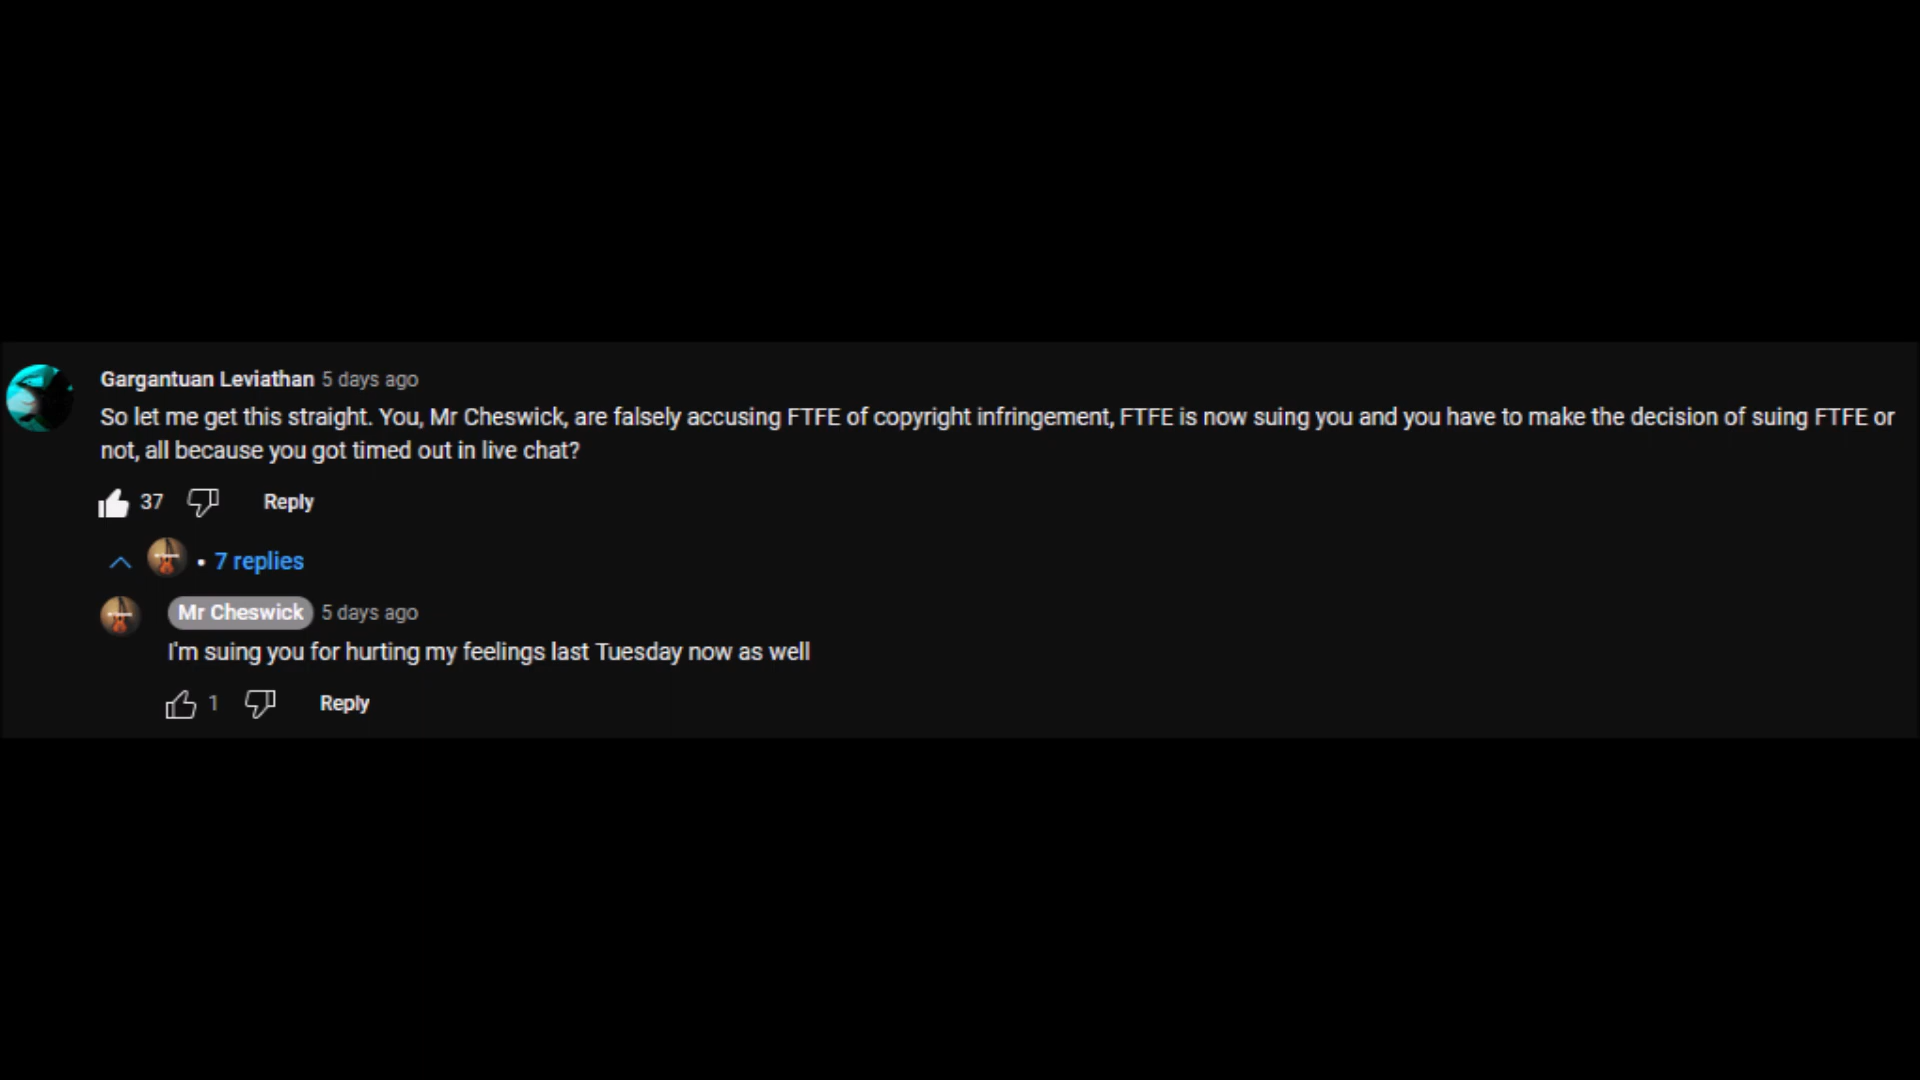 Gargantuan Leviathan 5 days ago
So let me get this straight. You, Mr Cheswick, are falsely accusing FTFE of copyright infringement, FTFE is now suing you and you have to make the decision of suing FTFE or
not, all because you got timed out in live chat?
37 Reply
• 7 replies
Mr Cheswick 5 days ago
I'm suing you for hurting my feelings last Tuesday now as well
1 Reply